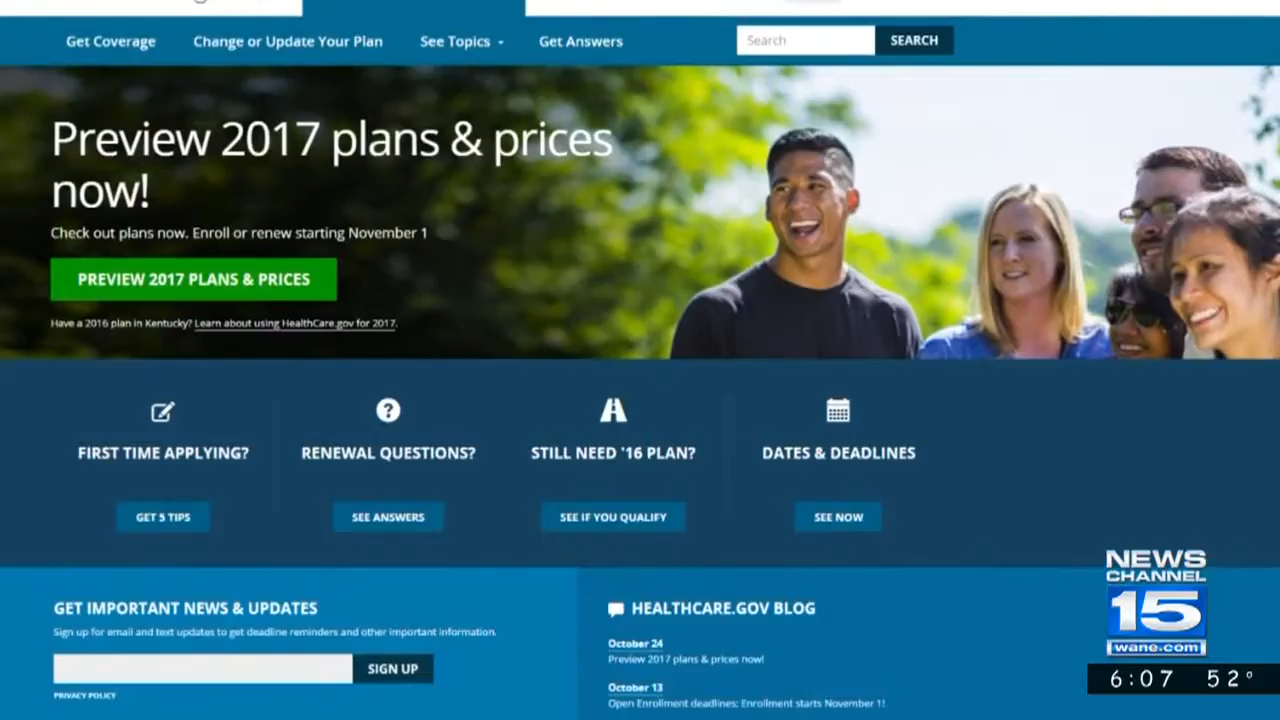 Get Coverage
Change or Update Your Plan
See Topics
Get Answers
Search
SEARCH
Preview 2017 plans & prices
now!
Check out plans now. Enroll or renew starting November 1
PREVIEW 2017 PLANS & PRICES
Have a 2016 plan in Kentucky? Learn about using HealthCare.gov for 2017.
FIRST TIME APPLYING?
RENEWAL QUESTIONS?
STILL NEED '16 PLAN?
DATES & DEADLINES
GET 5 TIPS
SEE ANSWERS
SEE IF YOU QUALIFY
SEE NOW
GET IMPORTANT NEWS & UPDATES
Sign up for email and text updates to get deadline reminders and other important information.
SIGN UP
PRIVACY POLICY
HEALTHCARE.GOV BLOG
October 24
Preview 2017 plans & prices now!
October 13
Open Enrollment deadlines: Enrollment starts November 1!
NEWS
CHANNEL
15
wane.com
6:07 52°